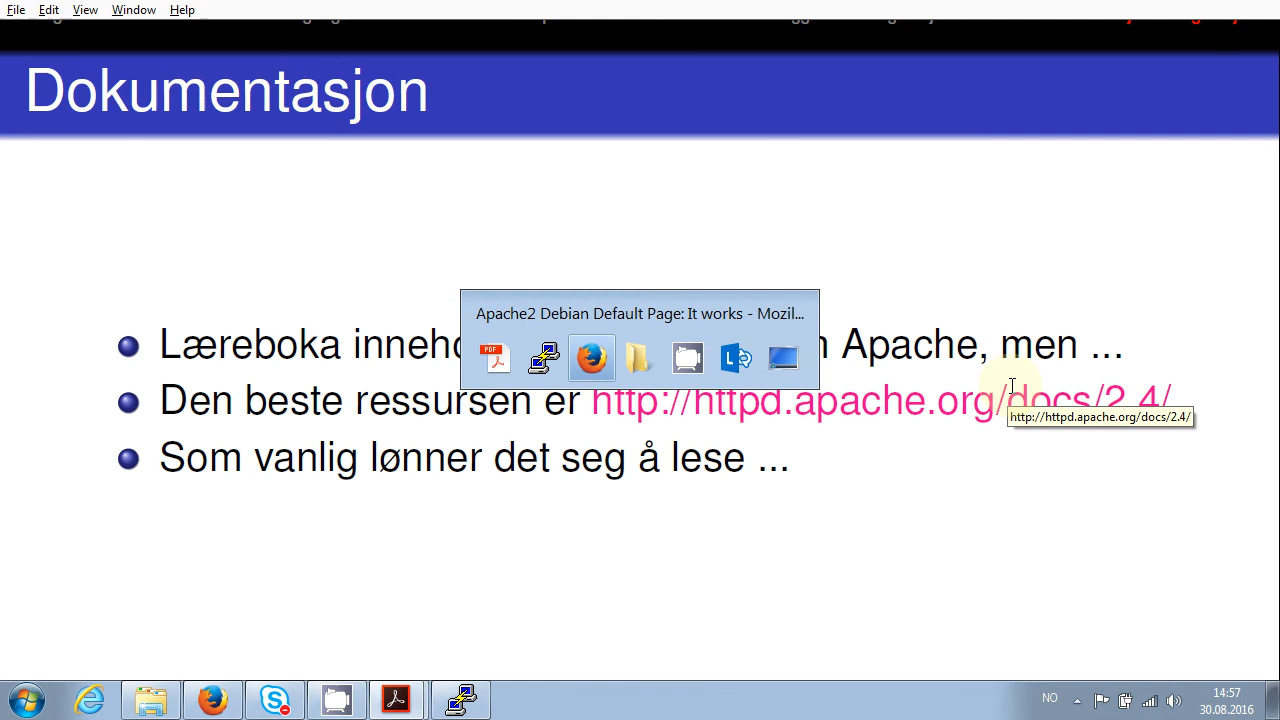 File Edit View Window Help
Dokumentasjon
Apache2 Debian Default Page: It works - Mozil...
PDF
Læreboka inneho Apache, men ...
Den beste ressursen er http://httpd.apache.org/docs/2.4/
http://httpd.apache.org/docs/2.4/
Som vanlig lønner det seg å lese ...
NO
14:57
30.08.2016